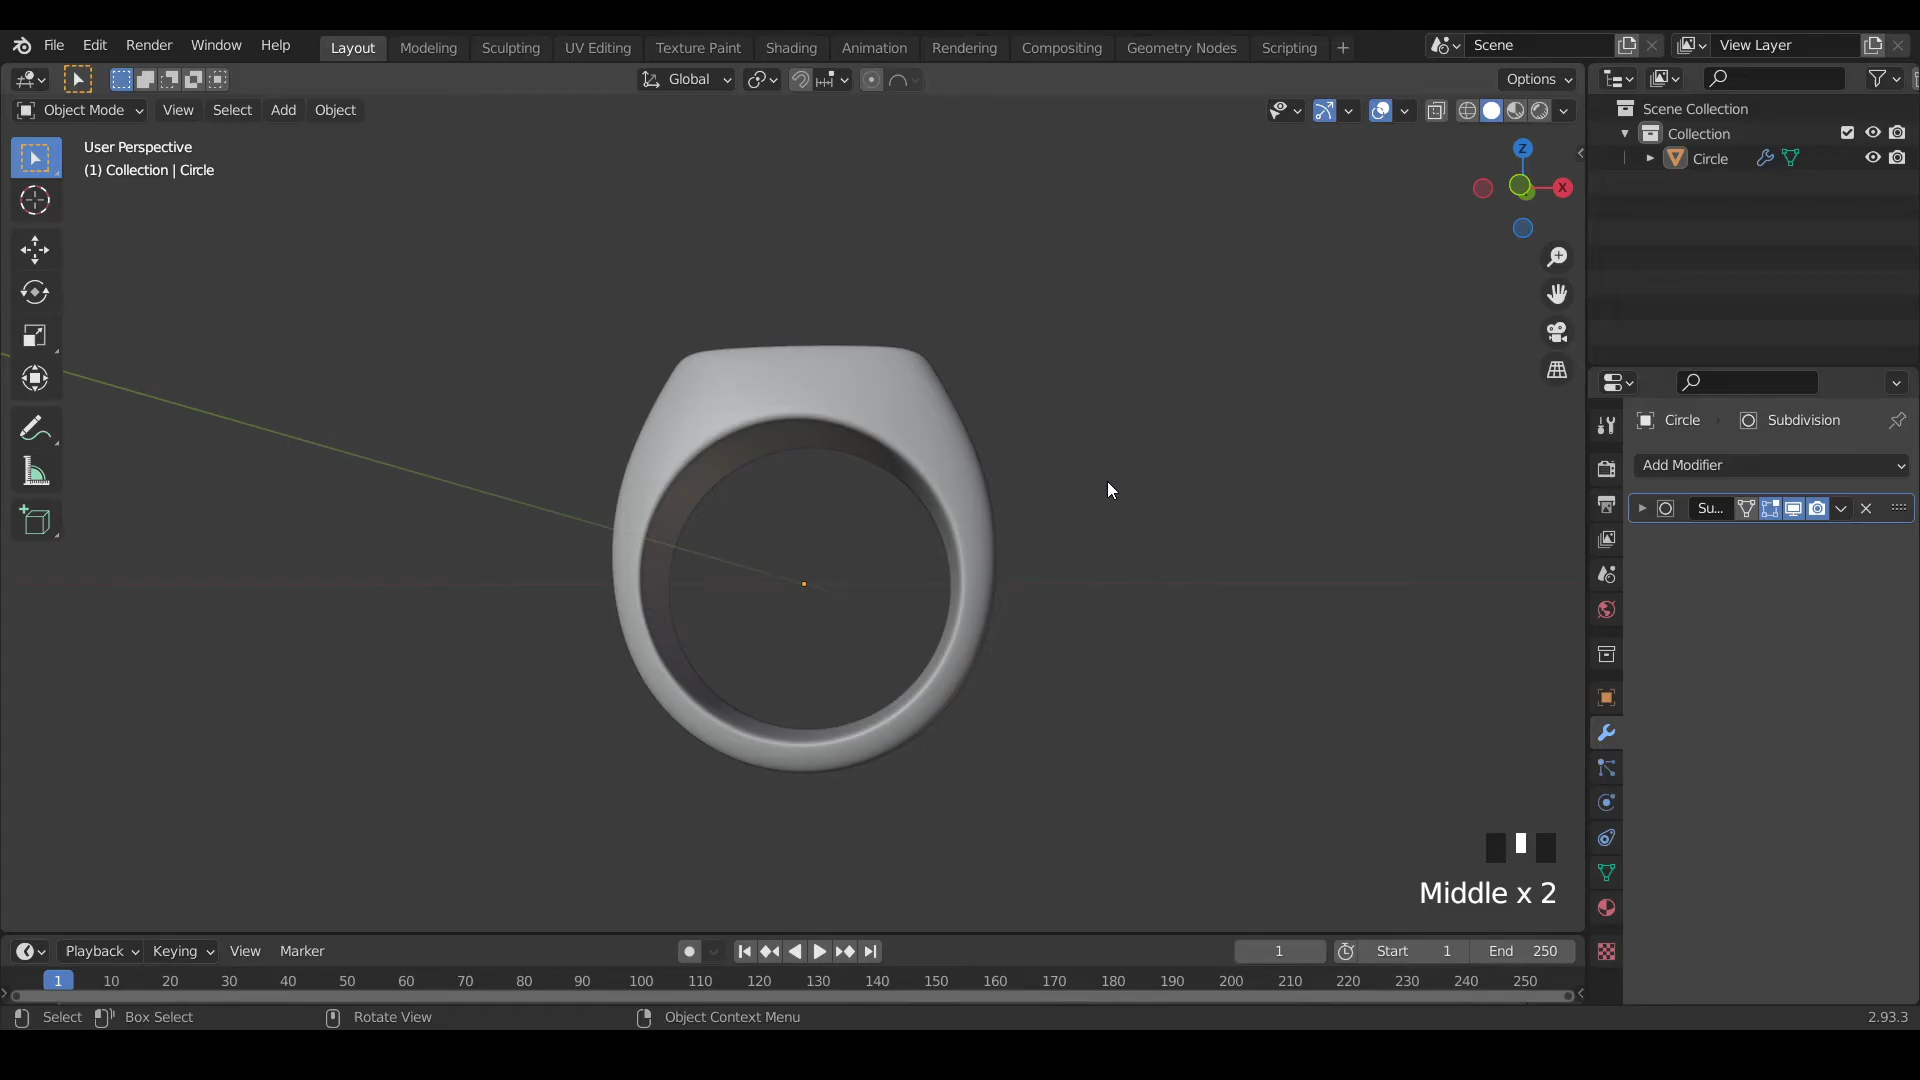 File Edit Render Window Help Layout Modeling Sculpting UV Editing Texture Paint Shading Animation Rendering Compositing Geometry Nodes Scripting Scene View Layer
Global Options
Object Mode View Select Add Object
User Perspective
(1) Collection | Circle
Z
X
Scene Collection
Collection
Circle
Circle Subdivision
Add Modifier
Su...
Middle x 2
Playback Keying View Marker 1 Start 1 End 250
1 10 20 30 40 50 60 70 80 90 100 110 120 130 140 150 160 170 180 190 200 210 220 230 240 250
Select Box Select Rotate View Object Context Menu 2.93.3